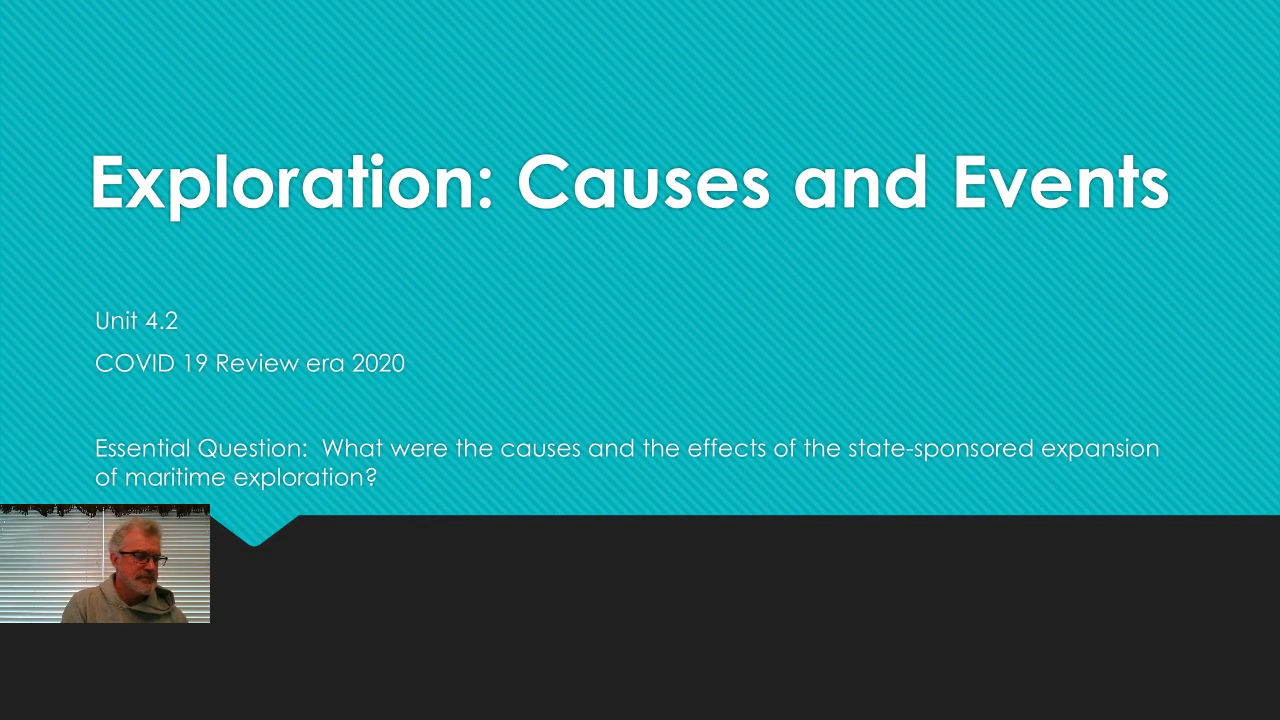 Exploration: Causes and Events
Unit 4.2
COVID 19 Review era 2020
Essential Question:  What were the causes and the effects of the state-sponsored expansion
of maritime exploration?